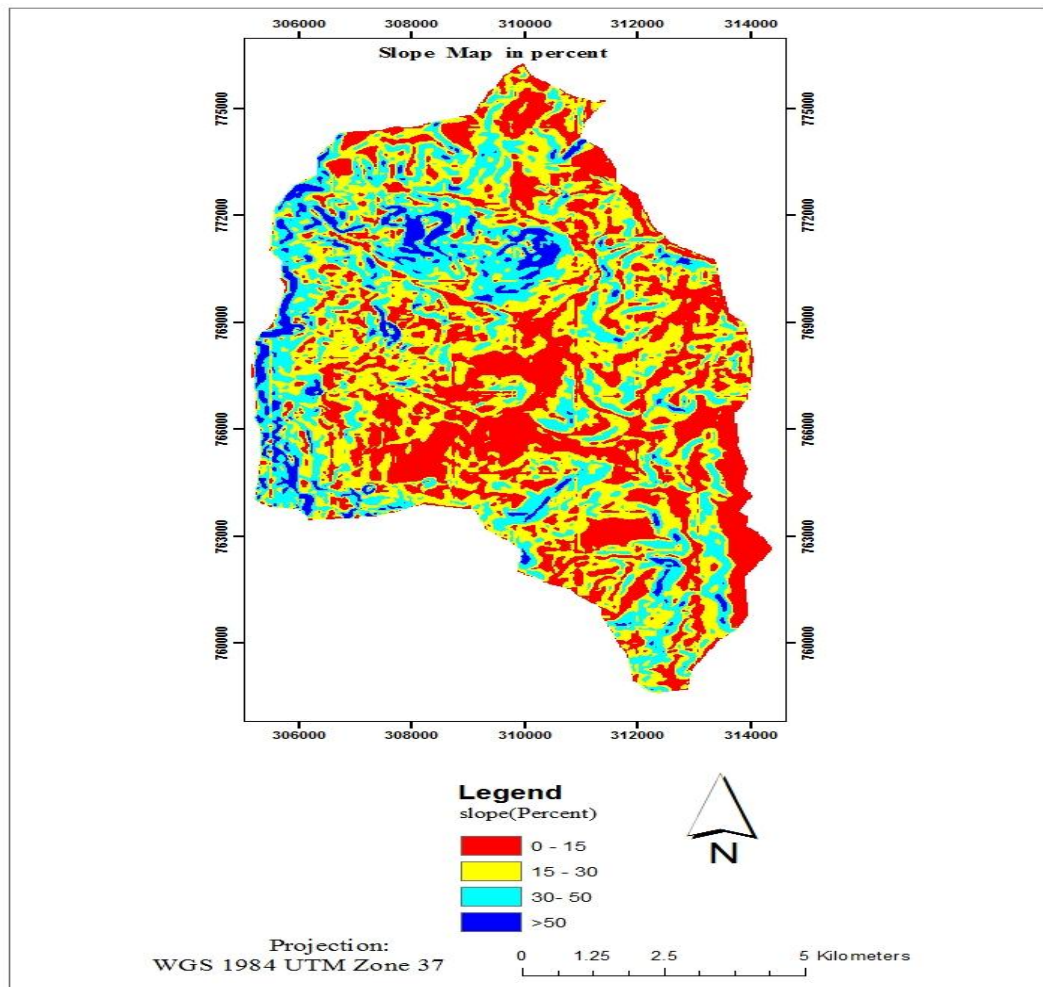 306000 308000 310000 312000 314000
Slope Map in percent
775000 775000
772000 772000
769000 769000
766000 766000
763000 763000
760000 760000
306000 308000 310000 312000 314000
Legend
slope(Percent)
0 - 15
15 - 30
30- 50
>50
N
Projection:
WGS 1984 UTM Zone 37
0 1.25 2.5 5 Kilometers